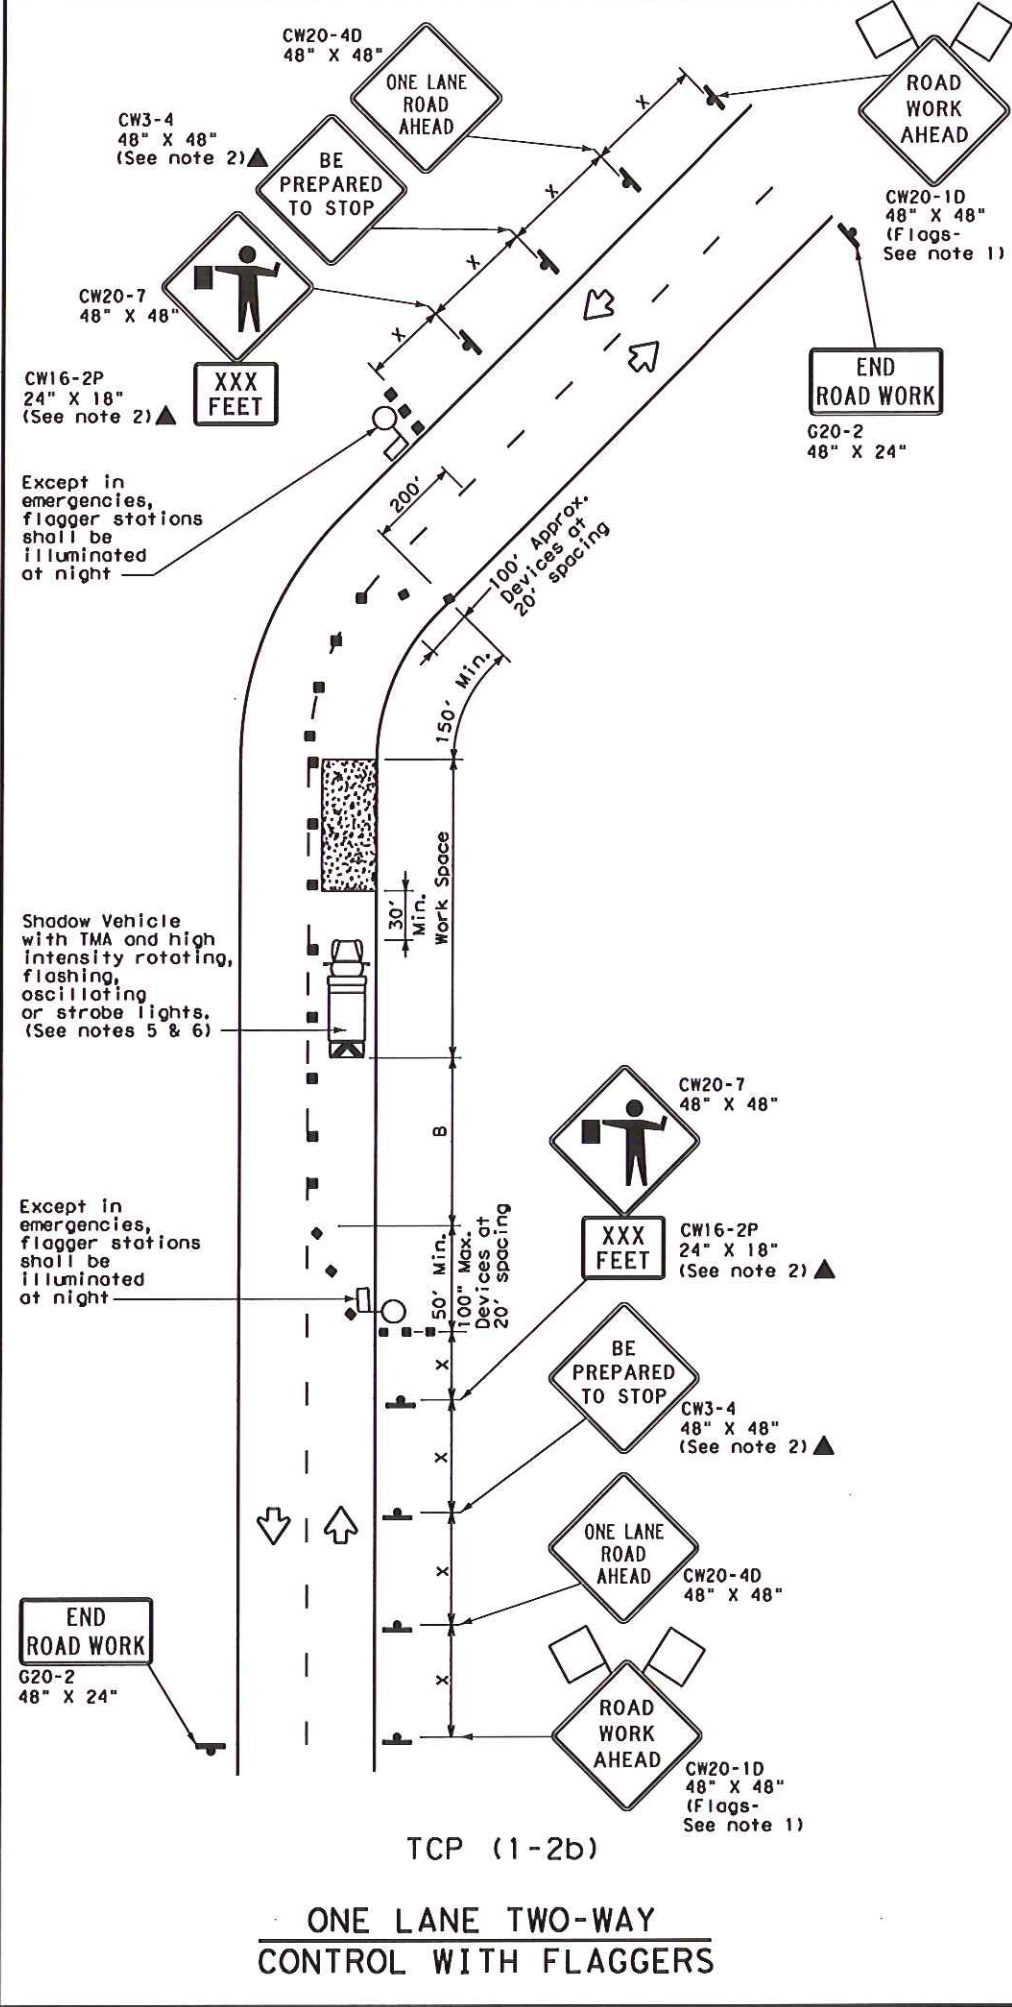 CW20-4D
48" X 48"
ONE LANE
ROAD
AHEAD
ROAD
WORK
AHEAD
CW20-1D
48" X 48"
(Flags-
See note 1)
CW3-4
48" X 48"
(See note 2)
BE
PREPARED
TO STOP
X
X
X
X
CW20-7
48" X 48"
CW16-2P
24" X 18"
(See note 2)
XXX
FEET
END
ROAD WORK
G20-2
48" X 24"
Except in
emergencies,
flagger stations
shall be
illuminated
at night
200'
100' Approx.
Devices at
20' spacing
150' Min.
Work Space
30'
Min.
Shadow Vehicle
with TMA and high
intensity rotating,
flashing,
oscillating
or strobe lights.
(See notes 5 & 6)
B
CW20-7
48" X 48"
XXX
FEET
CW16-2P
24" X 18"
(See note 2)
Except in
emergencies,
flagger stations
shall be
illuminated
at night
50' Min.
100" Max.
Devices at
20' spacing
X
BE
PREPARED
TO STOP
CW3-4
48" X 48"
(See note 2)
X
ONE LANE
ROAD
AHEAD
CW20-4D
48" X 48"
X
END
ROAD WORK
G20-2
48" X 24"
X
ROAD
WORK
AHEAD
CW20-1D
48" X 48"
(Flags-
See note 1)
TCP (1-2b)
ONE LANE TWO-WAY
CONTROL WITH FLAGGERS